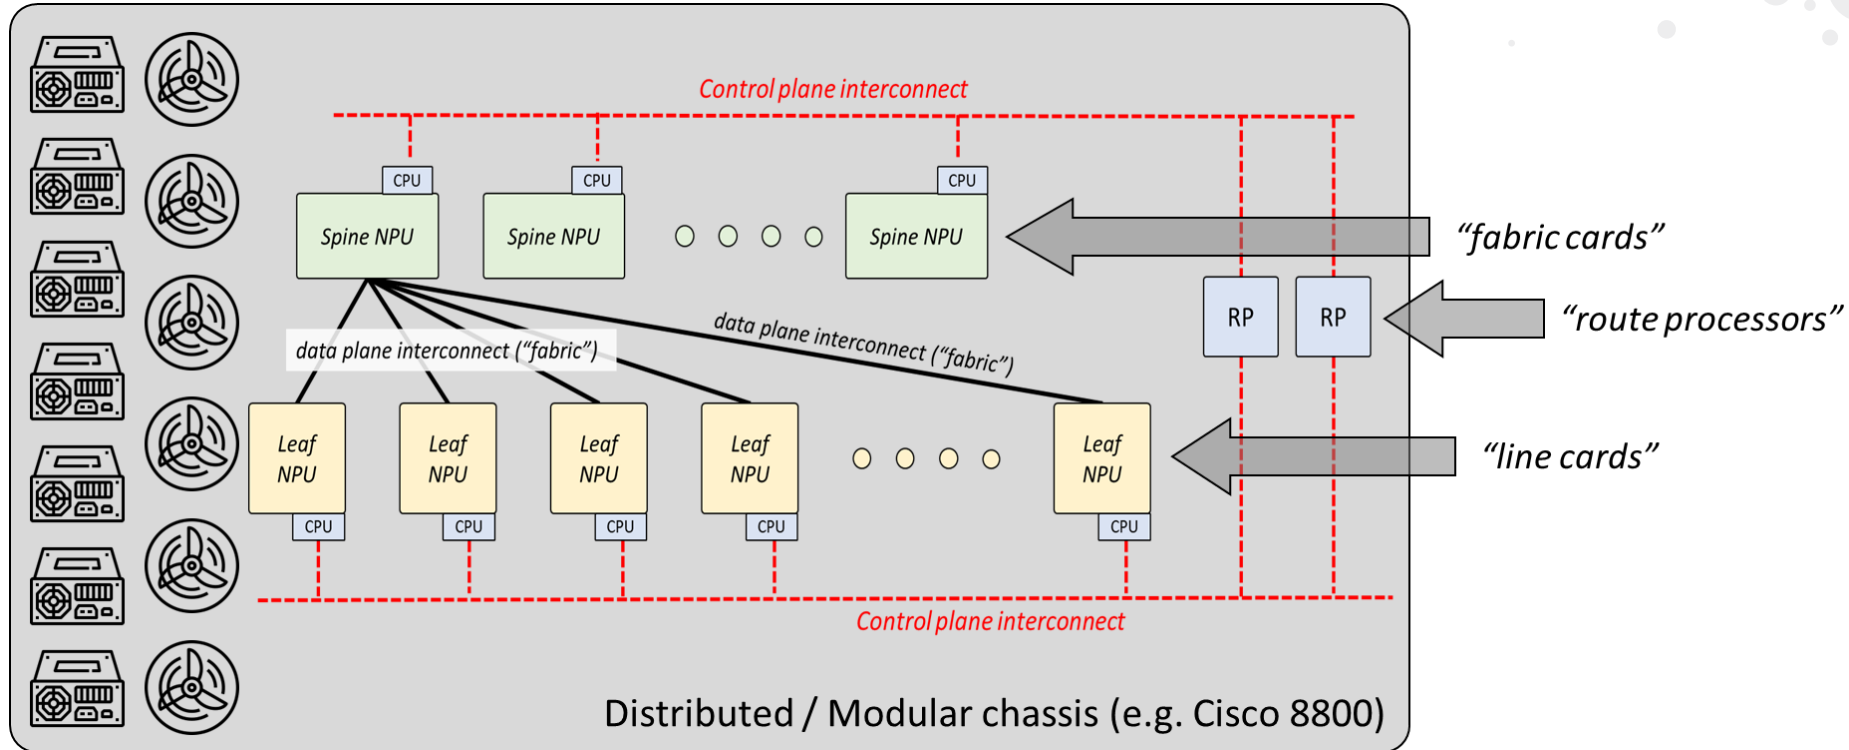 Control plane interconnect
CPU
CPU
CPU
Spine NPU
Spine NPU
Spine NPU
“fabric cards”
RP
RP
“route processors”
data plane interconnect (“fabric”)
data plane interconnect (“fabric”)
Leaf
NPU
Leaf
NPU
Leaf
NPU
Leaf
NPU
Leaf
NPU
“line cards”
CPU
CPU
CPU
CPU
CPU
Control plane interconnect
Distributed / Modular chassis (e.g. Cisco 8800)